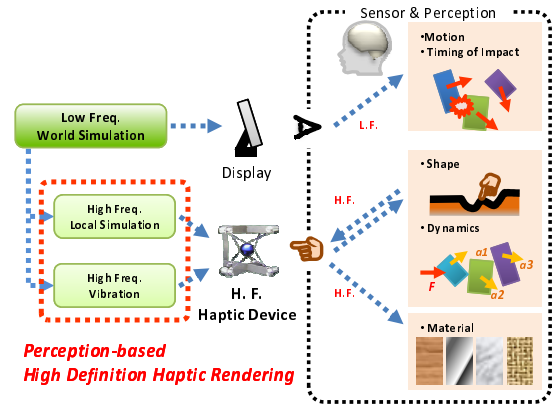 Sensor & Perception
•Motion
•Timing of Impact
L.F.
Low Freq.
World Simulation
Display
•Shape
H.F.
•Dynamics
a1
a3
F
a2
High Freq.
Local Simulation
High Freq.
Vibration
H. F.
Haptic Device
H.F.
•Material
Perception-based
High Definition Haptic Rendering